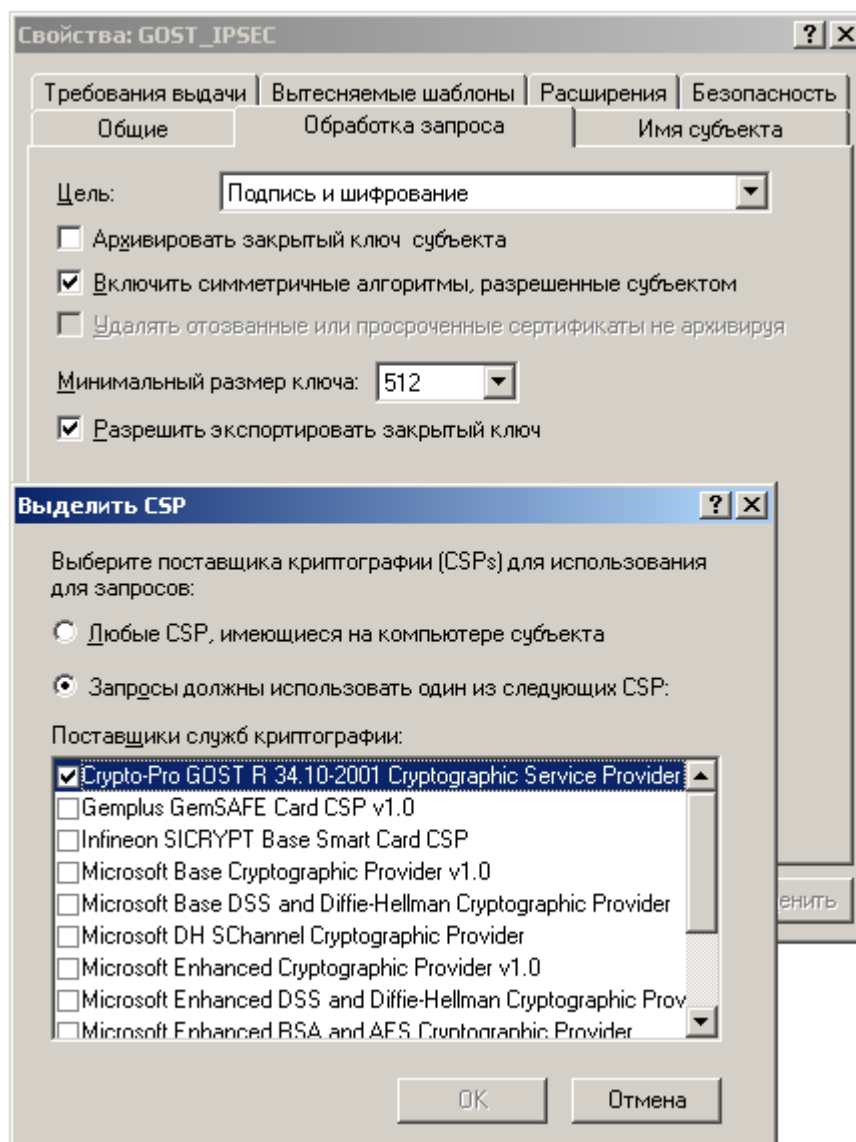 Свойства: GOST_IPSEC
Требования выдачи Вытесняемые шаблоны Расширения Безопасность
Общие Обработка запроса Имя субъекта
Цель: Подпись и шифрование
Архивировать закрытый ключ субъекта
Включить симметричные алгоритмы, разрешенные субъектом
Удалять отозванные или просроченные сертификаты не архивируя
Минимальный размер ключа: 512
Разрешить экспортировать закрытый ключ
Выделить CSP
Выберите поставщика криптографии (CSPs) для использования
для запросов:
Любые CSP, имеющиеся на компьютере субъекта
Запросы должны использовать один из следующих CSP:
Поставщики служб криптографии:
Crypto-Pro GOST R 34.10-2001 Cryptographic Service Provider
Gemplus GemSAFE Card CSP v1.0
Infineon SICRYPT Base Smart Card CSP
Microsoft Base Cryptographic Provider v1.0
Microsoft Base DSS and Diffie-Hellman Cryptographic Provider
Microsoft DH SChannel Cryptographic Provider
енить
Microsoft Enhanced Cryptographic Provider v1.0
Microsoft Enhanced DSS and Diffie-Hellman Cryptographic Prov
Microsoft Enhanced RSA and AES Cryptographic Provider
OK Отмена